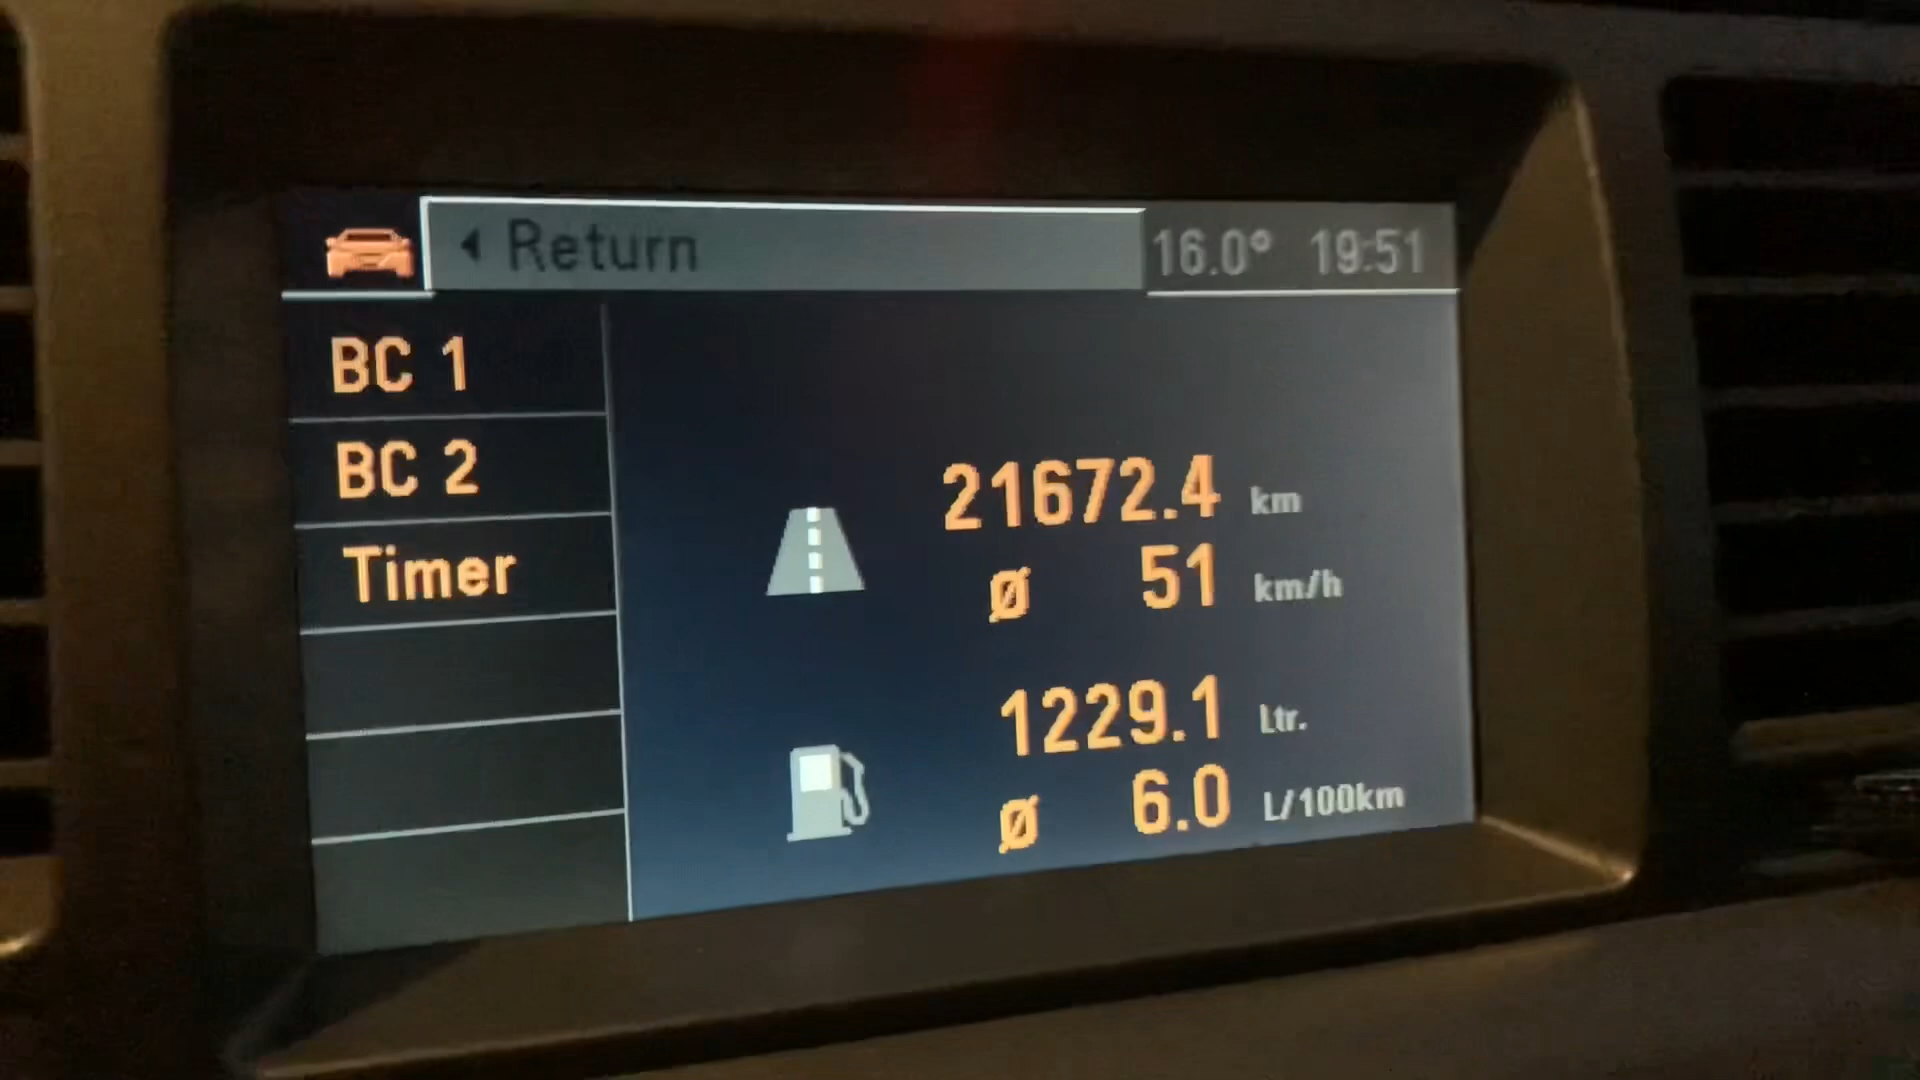 Return 16.0° 19:51
BC 1
BC 2
Timer
21672.4 km
ø 51 km/h
1229.1 Ltr.
ø 6.0 L/100km